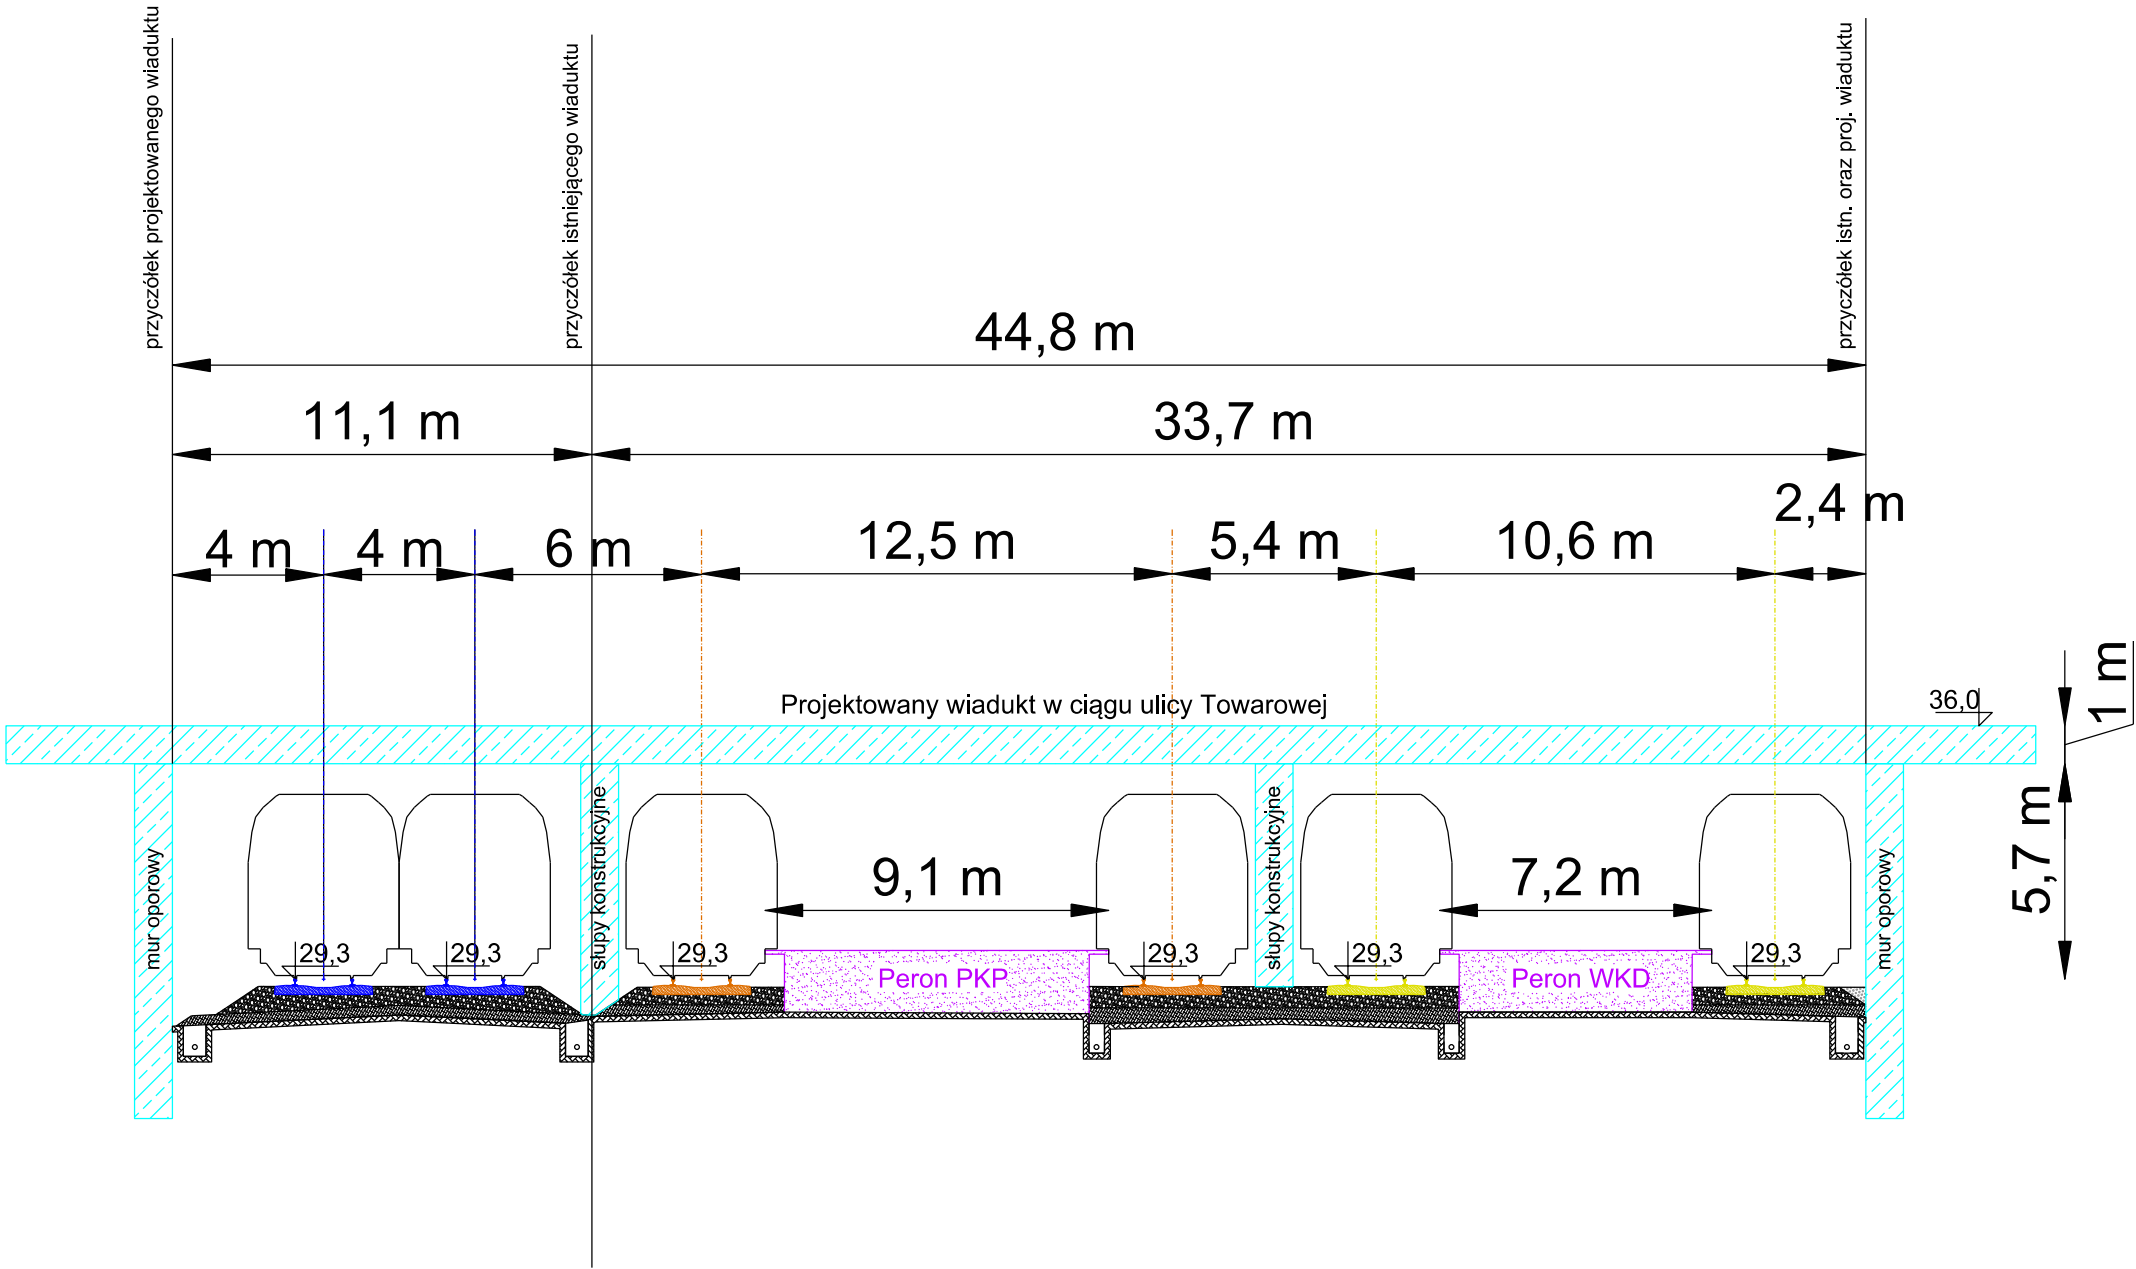 przyczółek projektowanego wiaduktu
przyczółek istniejącego wiaduktu
przyczółek istn. oraz proj. wiaduktu
44,8 m
11,1 m
33,7 m
4 m
4 m
6 m
12,5 m
5,4 m
10,6 m
2,4 m
1 m
Projektowany wiadukt w ciągu ulicy Towarowej
36,0
5,7 m
mur oporowy
słupy konstrukcyjne
słupy konstrukcyjne
mur oporowy
9,1 m
7,2 m
29,3
29,3
29,3
29,3
29,3
29,3
Peron PKP
Peron WKD